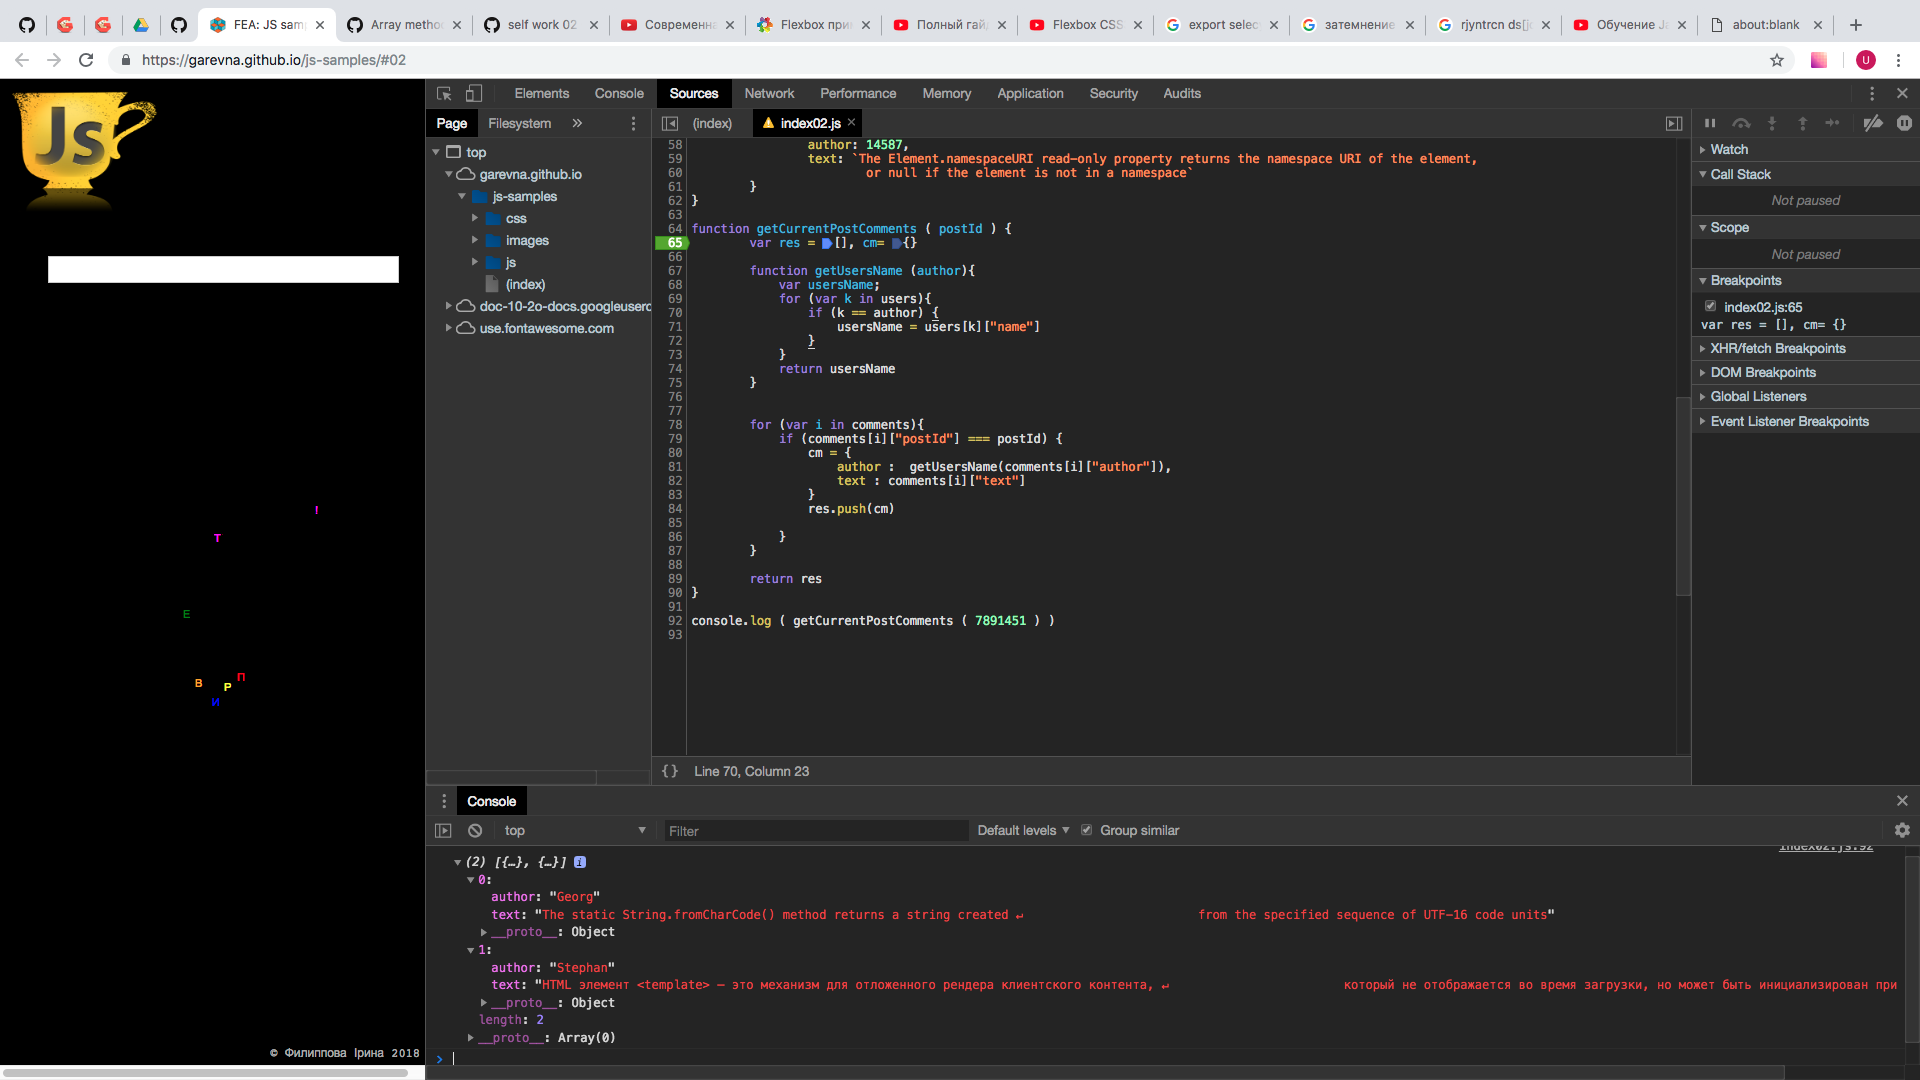 FEA: JS sam
Array metho
self work 02
Современна
Flexbox при
Полный гай
Flexbox CSS
export selec
затемнение
rjyntrcn ds[j
Обучение Ja
about:blank
https://garevna.github.io/js-samples/#02
U
Js
!
Т
Е
В
Р
П
И
© Филиппова Ірина 2018
Elements Console Sources Network Performance Memory Application Security Audits
Page Filesystem »
top
garevna.github.io
js-samples
css
images
js
(index)
doc-10-2o-docs.googleuserc
use.fontawesome.com
(index) index02.js
58 author: 14587,
59 text: `The Element.namespaceURI read-only property returns the namespace URI of the element,
60 or null if the element is not in a namespace`
61 }
62 }
63
64 function getCurrentPostComments ( postId ) {
65 var res = [], cm= {}
66
67 function getUsersName (author){
68 var usersName;
69 for (var k in users){
70 if (k == author) {
71 usersName = users[k]["name"]
72 }
73 }
74 return usersName
75 }
76
77
78 for (var i in comments){
79 if (comments[i]["postId"] === postId) {
80 cm = {
81 author :  getUsersName(comments[i]["author"]),
82 text : comments[i]["text"]
83 }
84 res.push(cm)
85
86 }
87 }
88
89 return res
90 }
91
92 console.log ( getCurrentPostComments ( 7891451 ) )
93
{} Line 70, Column 23
Watch
Call Stack
Not paused
Scope
Not paused
Breakpoints
index02.js:65
var res = [], cm= {}
XHR/fetch Breakpoints
DOM Breakpoints
Global Listeners
Event Listener Breakpoints
Console
top Filter Default levels Group similar
index02.js:92
(2) [{…}, {…}] i
0:
author: "Georg"
text: "The static String.fromCharCode() method returns a string created ↵ from the specified sequence of UTF-16 code units"
__proto__: Object
1:
author: "Stephan"
text: "HTML элемент <template> — это механизм для отложенного рендера клиентского контента, ↵ который не отображается во время загрузки, но может быть инициализирован при
__proto__: Object
length: 2
__proto__: Array(0)
>